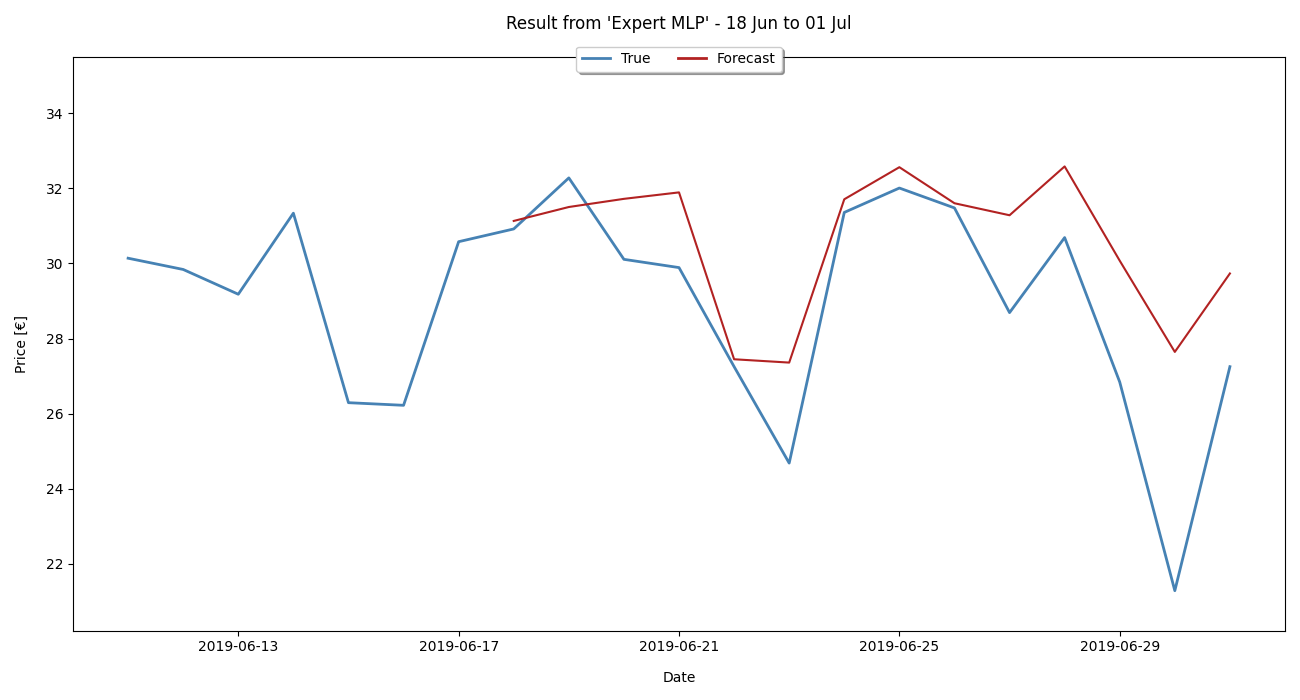 Result from 'Expert MLP' - 18 Jun to 01 Jul
True Forecast
34
32
30
28
26
24
22
Price [€]
2019-06-13 2019-06-17 2019-06-21 2019-06-25 2019-06-29
Date